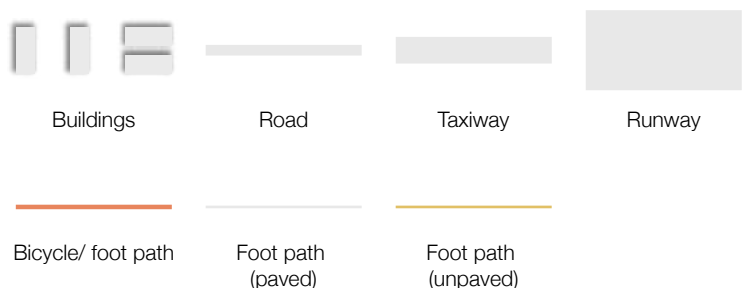 Buildings
Road
Taxiway
Runway
Bicycle/ foot path
Foot path
(paved)
Foot path
(unpaved)